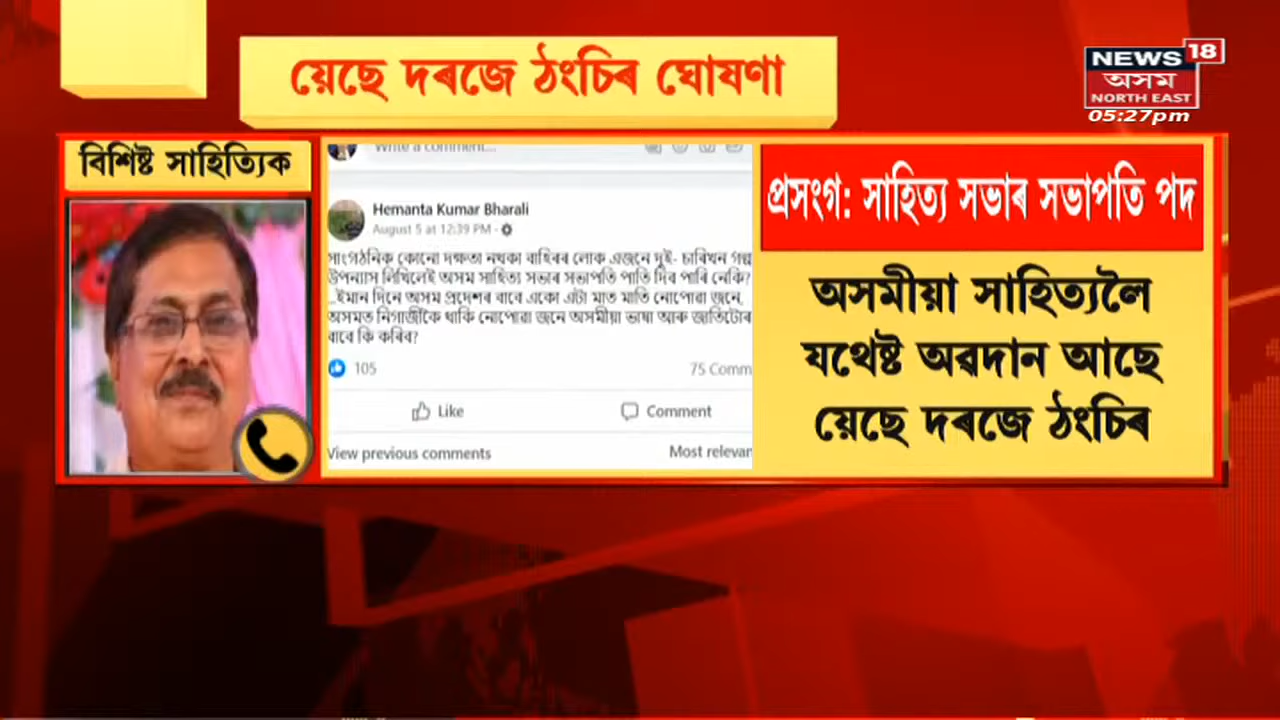 য়েছে দৰজে ঠংচিৰ ঘোষণা
NEWS 18
অসম
NORTH EAST
05:27pm
বিশিষ্ট সাহিত্যিক
Write a comment...
Hemanta Kumar Bharali
August 5 at 12:39 PM ·
সাংগঠনিক কোনো দক্ষতা নথকা বাহিৰৰ লোক এজনে দুই- চাৰিখন গল্প
উপন্যাস লিখিলেই অসম সাহিত্য সভাৰ সভাপতি পাতি দিব পাৰি নেকি?
...ইমান দিনে অসম প্ৰদেশৰ বাবে একো এটা মাত মাতি নোপোৱা জনে,
অসমত নিগাজীকৈ থাকি নোপোৱা জনে অসমীয়া ভাষা আৰু জাতিটোৰ
বাবে কি কৰিব?
105
75 Comm
Like
Comment
View previous comments
Most relevan
প্ৰসংগ: সাহিত্য সভাৰ সভাপতি পদ
অসমীয়া সাহিত্যলৈ
যথেষ্ট অৱদান আছে
য়েছে দৰজে ঠংচিৰ